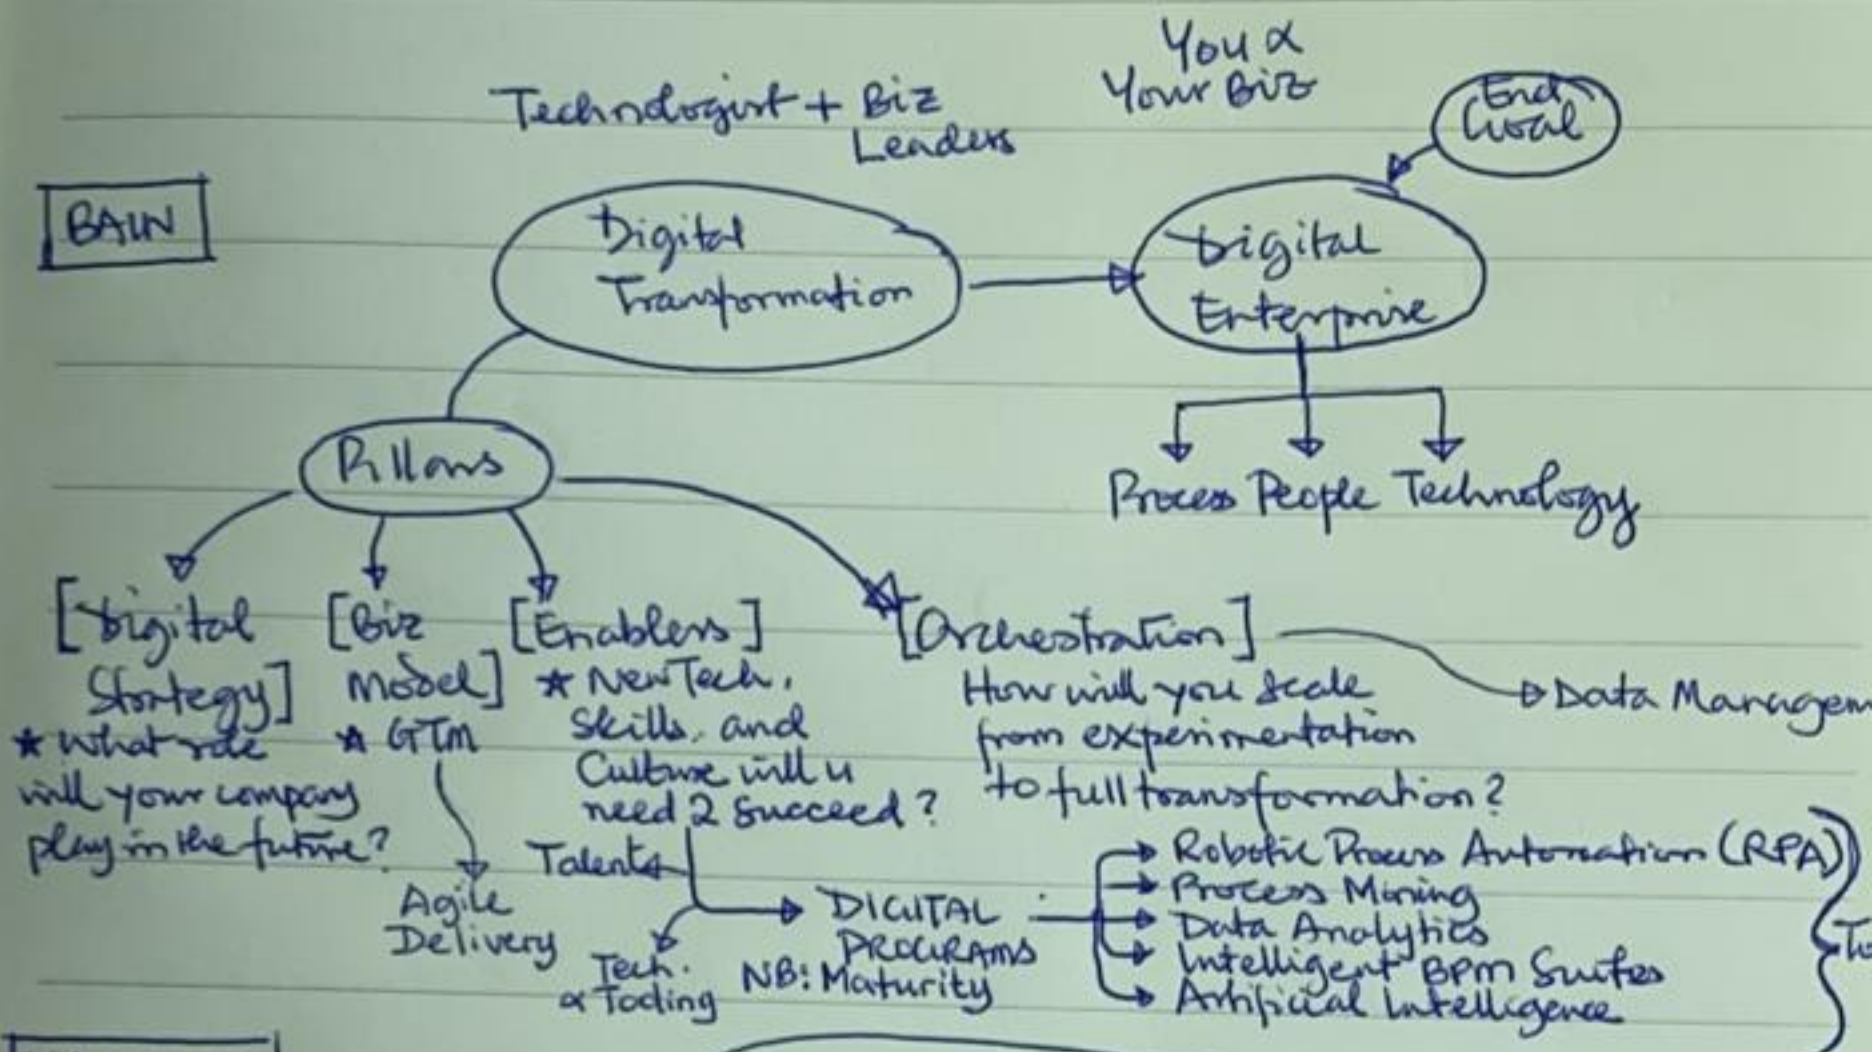 You &
Your Biz
Technologist + Biz
Leaders
End
Goal
BAIN
Digital
Transformation
Digital
Enterprise
Pillars
Process People Technology
[Digital
Strategy]
* What role
will your company
play in the future?
[Biz
Model]
* GTM
Agile
Delivery
[Enablers]
* New Tech,
Skills, and
Culture will u
need 2 succeed?
Talents
Tech.
& Tooling
DIGITAL
PROGRAMS
NB: Maturity
[Orchestration]
How will you scale
from experimentation
to full transformation?
Data Managem
Robotic Process Automation (RPA)
Process Mining
Data Analytics
Intelligent BPM Suites
Artificial Intelligence